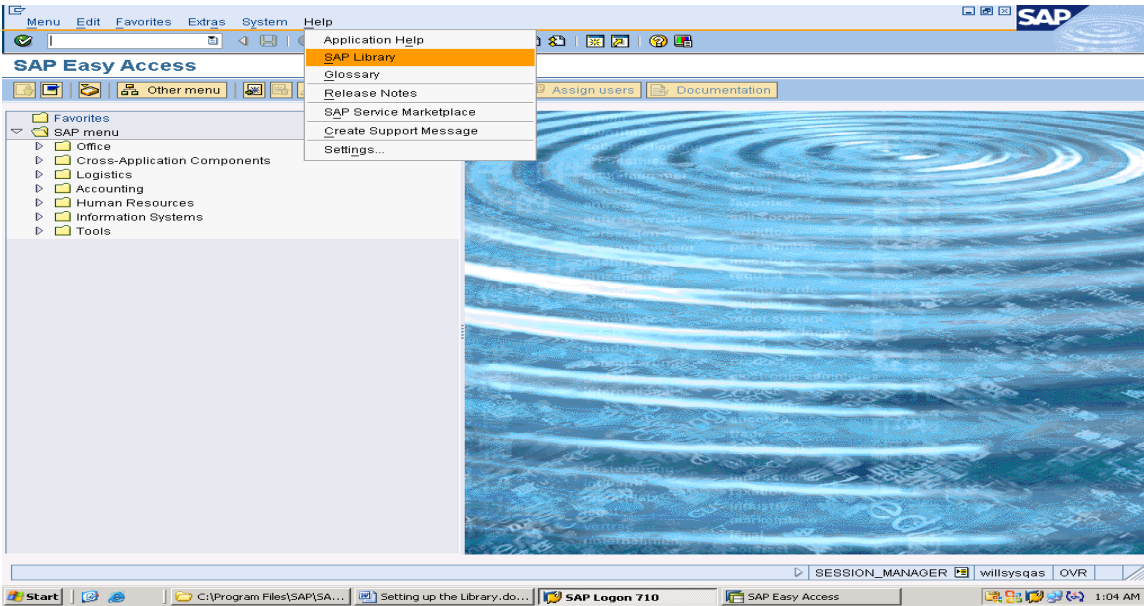 Menu Edit Favorites Extras System Help
SAP
Application Help
SAP Library
Glossary
Release Notes
SAP Service Marketplace
Create Support Message
Settings...
SAP Easy Access
Other menu
Assign users
Documentation
Favorites
SAP menu
Office
Cross-Application Components
Logistics
Accounting
Human Resources
Information Systems
Tools
SESSION_MANAGER willsysqas OVR
Start C:\Program Files\SAP\SA... Setting up the Library.do... SAP Logon 710 SAP Easy Access 1:04 AM